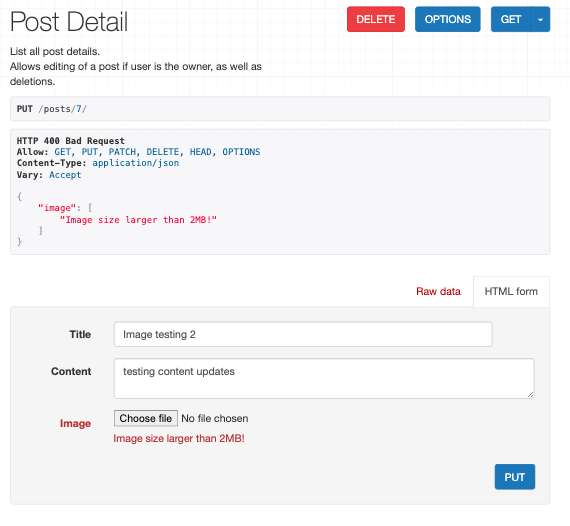 Post Detail
DELETE
OPTIONS
GET
List all post details.
Allows editing of a post if user is the owner, as well as
deletions.
PUT /posts/7/
HTTP 400 Bad Request
Allow: GET, PUT, PATCH, DELETE, HEAD, OPTIONS
Content-Type: application/json
Vary: Accept
{
"image": [
"Image size larger than 2MB!"
]
}
Raw data
HTML form
Title
Image testing 2
Content
testing content updates
Image
Choose file No file chosen
Image size larger than 2MB!
PUT